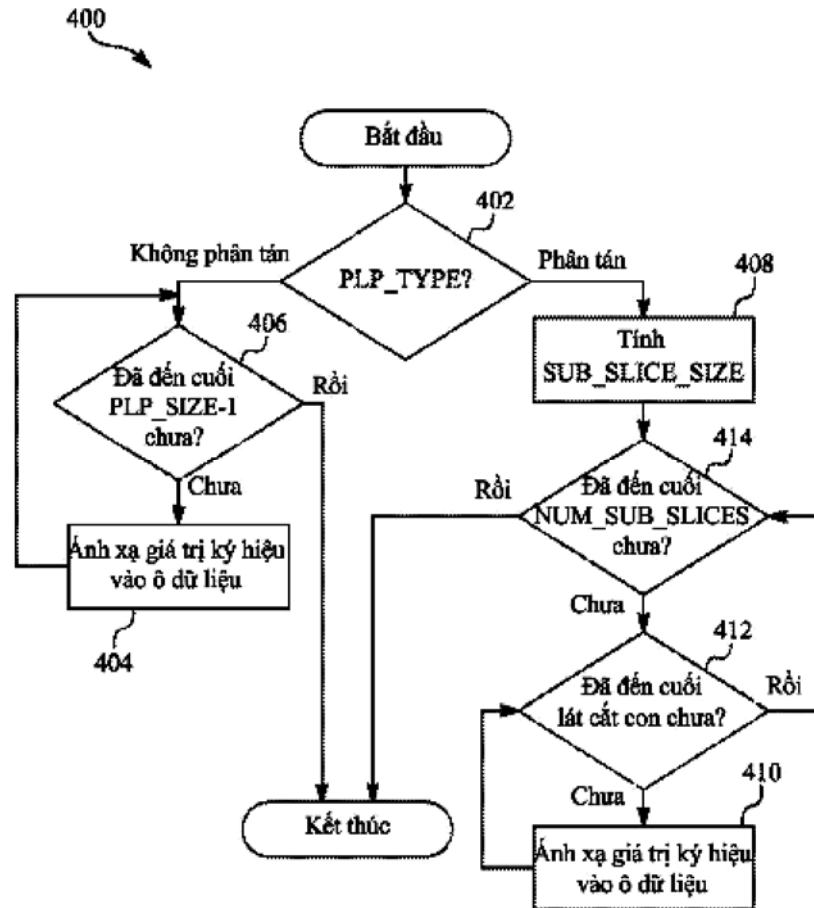 400
Bắt đầu
402
Không phân tán
PLP_TYPE?
Phân tán
408
Tính
SUB_SLICE_SIZE
406
Đã đến cuối
PLP_SIZE-1
chưa?
Rồi
Chưa
Ánh xạ giá trị ký hiệu
vào ô dữ liệu
404
414
Rồi
Đã đến cuối
NUM_SUB_SLICES
chưa?
Chưa
412
Đã đến cuối
lát cắt con chưa?
Rồi
Chưa
410
Ánh xạ giá trị ký hiệu
vào ô dữ liệu
Kết thúc